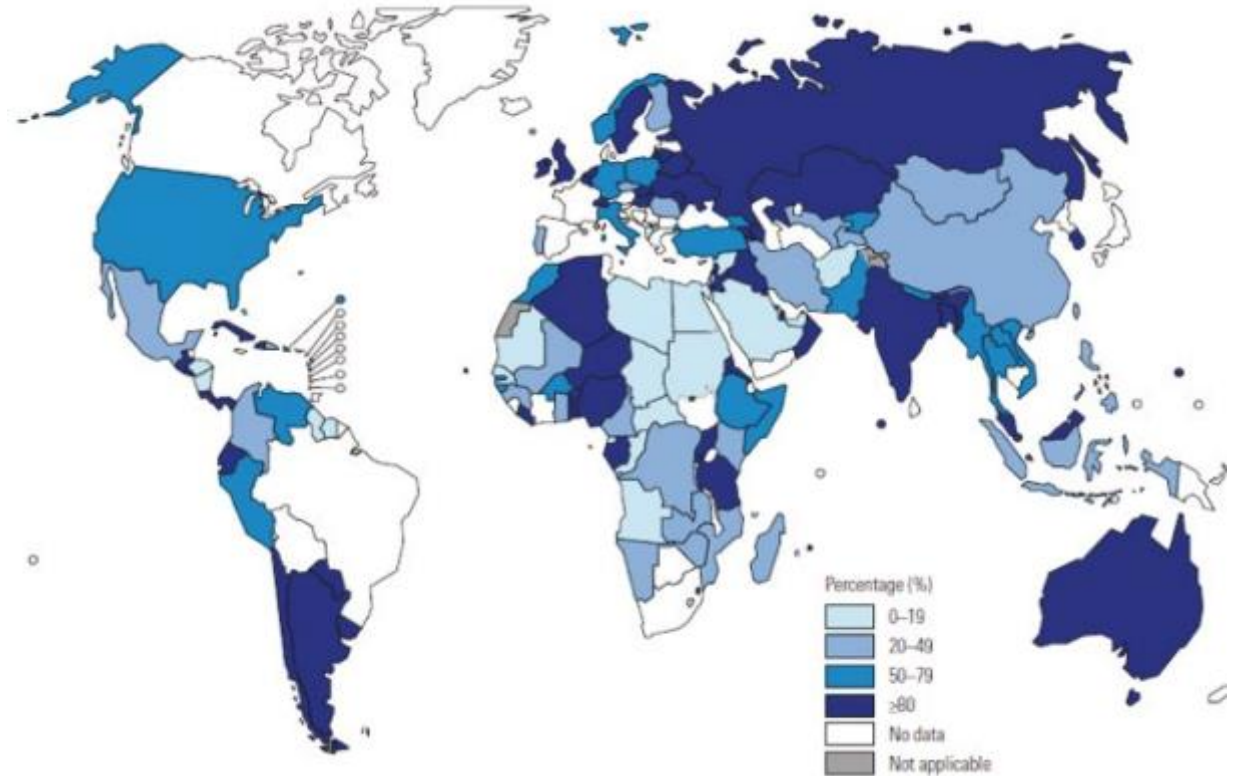 Percentage (%)
0–19
20–49
50–79
≥80
No data
Not applicable